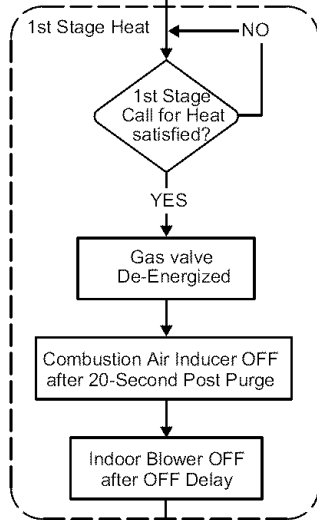 1st Stage Heat
NO
1st Stage
Call for Heat
satisfied?
YES
Gas valve
De-Energized
Combustion Air Inducer OFF
after 20-Second Post Purge
Indoor Blower OFF
after OFF Delay